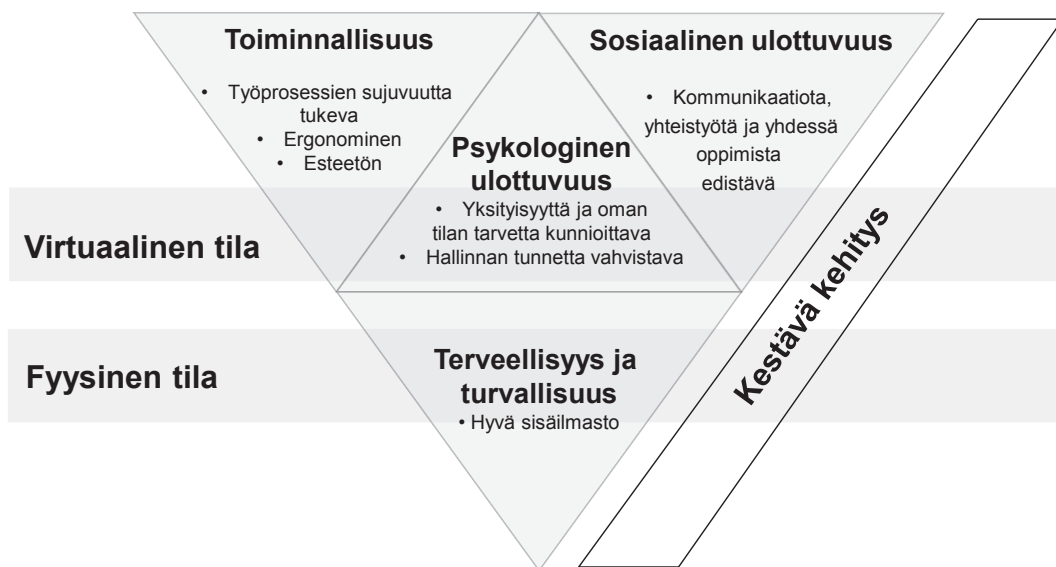 Toiminnallisuus
• Työprosessien sujuvuutta
tukeva
• Ergonominen
• Esteetön
Sosiaalinen ulottuvuus
• Kommunikaatiota,
yhteistyötä ja yhdessä
oppimista
edistävä
Psykologinen
ulottuvuus
• Yksityisyyttä ja oman
tilan tarvetta kunnioittava
• Hallinnan tunnetta vahvistava
Virtuaalinen tila
Fyysinen tila
Terveellisyys ja
turvallisuus
• Hyvä sisäilmasto
Kestävä kehitys